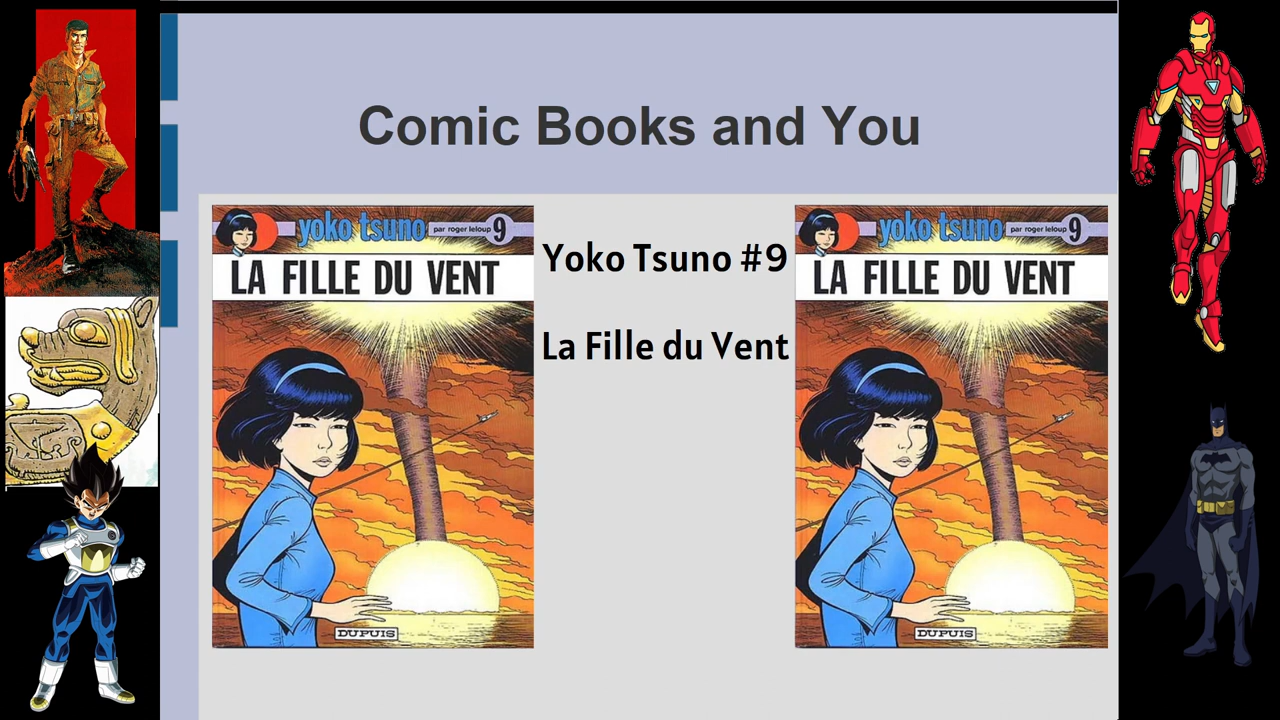 Comic Books and You
yoko tsuno par roger leloup 9
LA FILLE DU VENT
DUPUIS
Yoko Tsuno #9
La Fille du Vent
yoko tsuno par roger leloup 9
LA FILLE DU VENT
DUPUIS